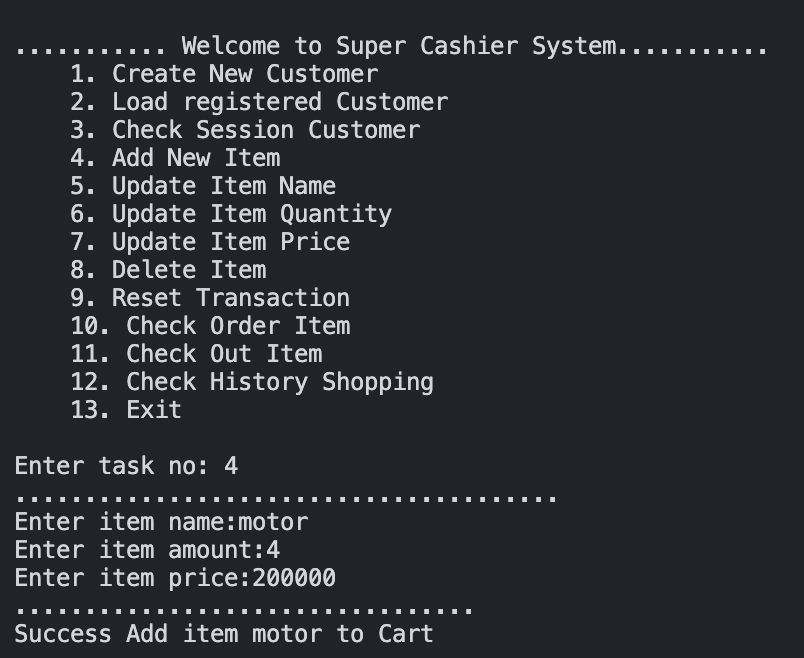 ........... Welcome to Super Cashier System...........
1. Create New Customer
2. Load registered Customer
3. Check Session Customer
4. Add New Item
5. Update Item Name
6. Update Item Quantity
7. Update Item Price
8. Delete Item
9. Reset Transaction
10. Check Order Item
11. Check Out Item
12. Check History Shopping
13. Exit
Enter task no: 4
.......................................
Enter item name:motor
Enter item amount:4
Enter item price:200000
.................................
Success Add item motor to Cart